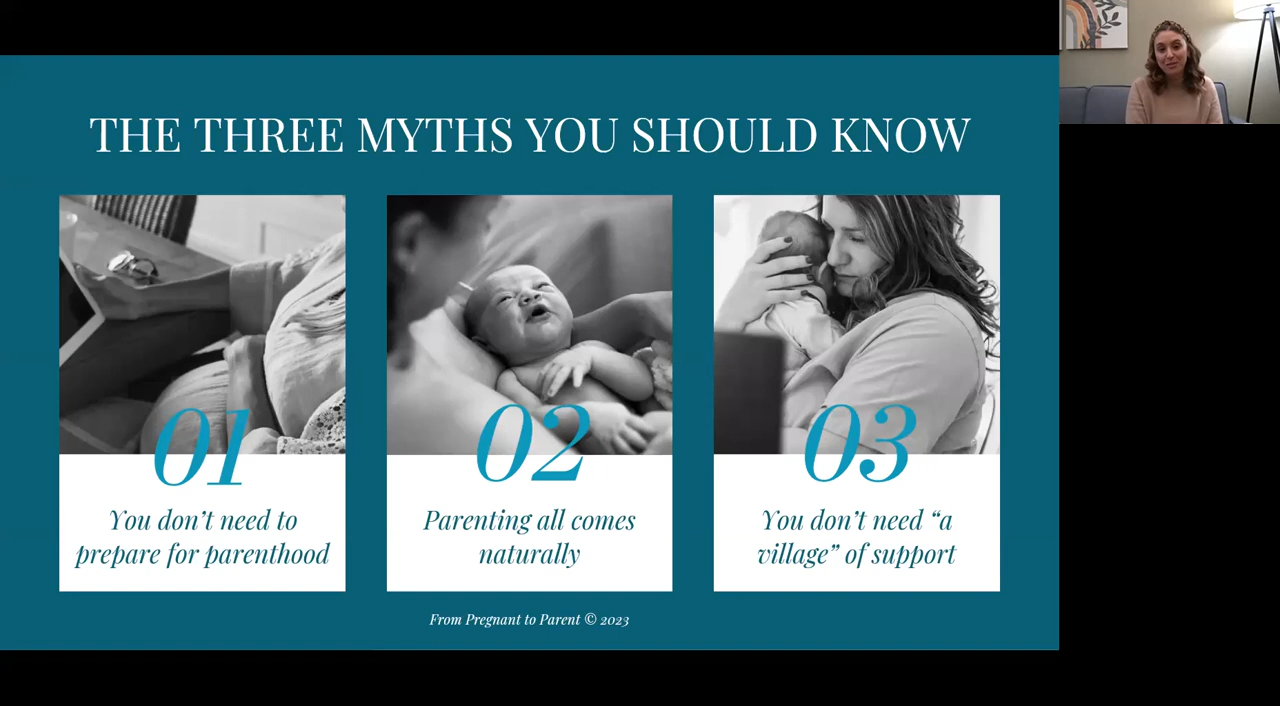 THE THREE MYTHS YOU SHOULD KNOW
01
You don’t need to
prepare for parenthood
02
Parenting all comes
naturally
03
You don’t need “a
village” of support
From Pregnant to Parent © 2023